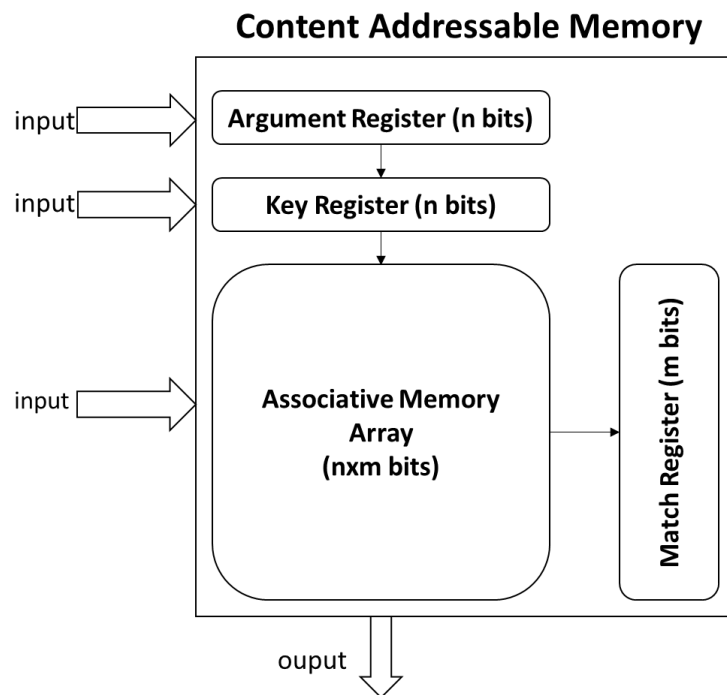 Content Addressable Memory
input
Argument Register (n bits)
input
Key Register (n bits)
input
Associative Memory
Array
(nxm bits)
Match Register (m bits)
ouput